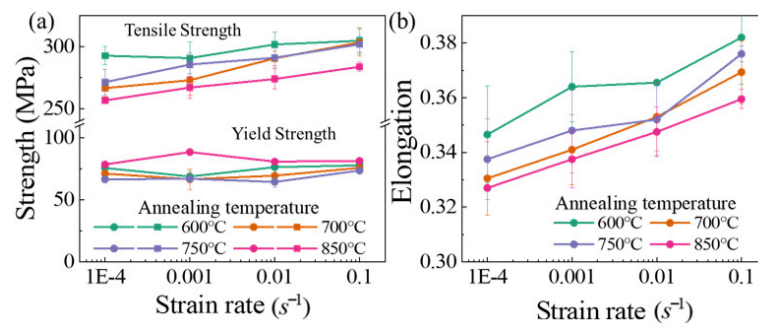 (a)
Tensile Strength
300
250
100
75
50
0
Strength (MPa)
Yield Strength
Annealing temperature
600°C 700°C
750°C 850°C
1E-4 0.001 0.01 0.1
Strain rate (s⁻¹)
(b)
0.38
0.36
0.34
0.32
0.30
Elongation
Annealing temperature
600°C 700°C
750°C 850°C
1E-4 0.001 0.01 0.1
Strain rate (s⁻¹)